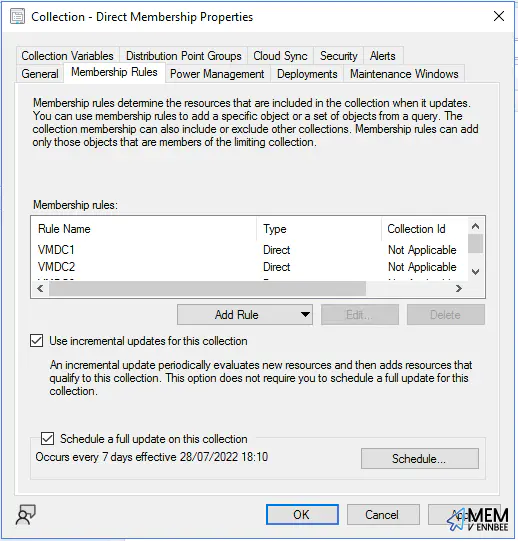 Collection - Direct Membership Properties
Collection Variables Distribution Point Groups Cloud Sync Security Alerts
General Membership Rules Power Management Deployments Maintenance Windows
Membership rules determine the resources that are included in the collection when it updates.
You can use membership rules to add a specific object or a set of objects from a query. The
collection membership can also include or exclude other collections. Membership rules can add
only those objects that are members of the limiting collection.
Membership rules:
Rule Name Type Collection Id
VMDC1 Direct Not Applicable
VMDC2 Direct Not Applicable
Add Rule Edit... Delete
Use incremental updates for this collection
An incremental update periodically evaluates new resources and then adds resources that
qualify to this collection. This option does not require you to schedule a full update for this
collection.
Schedule a full update on this collection
Occurs every 7 days effective 28/07/2022 18:10
Schedule...
OK Cancel
MEM
V ENNBEE